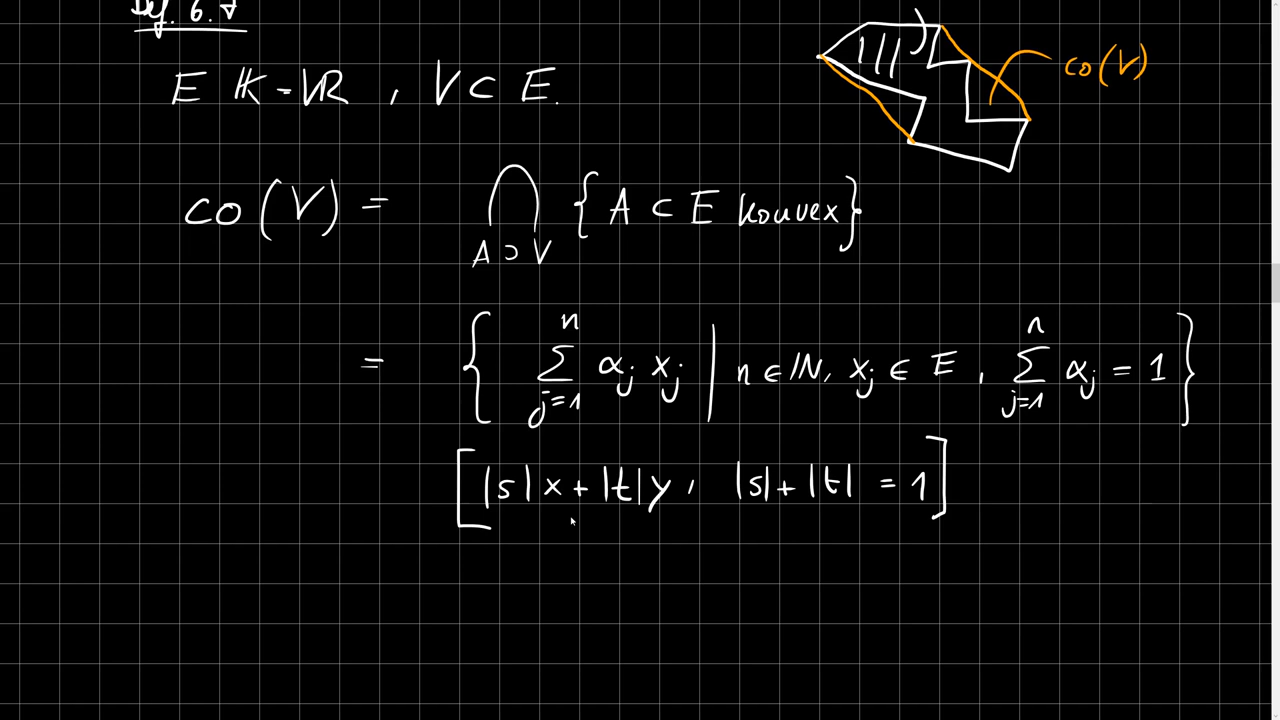 Def. 6.7
E 𝕂-VR , V ⊂ E.
co(V)
co(V) = ⋂_{A ⊃ V} { A ⊂ E konvex }
= { ∑_{j=1}^{n} α_j x_j | n ∈ ℕ, x_j ∈ E , ∑_{j=1}^{n} α_j = 1 }
[ |s| x + |t| y , |s| + |t| = 1 ]